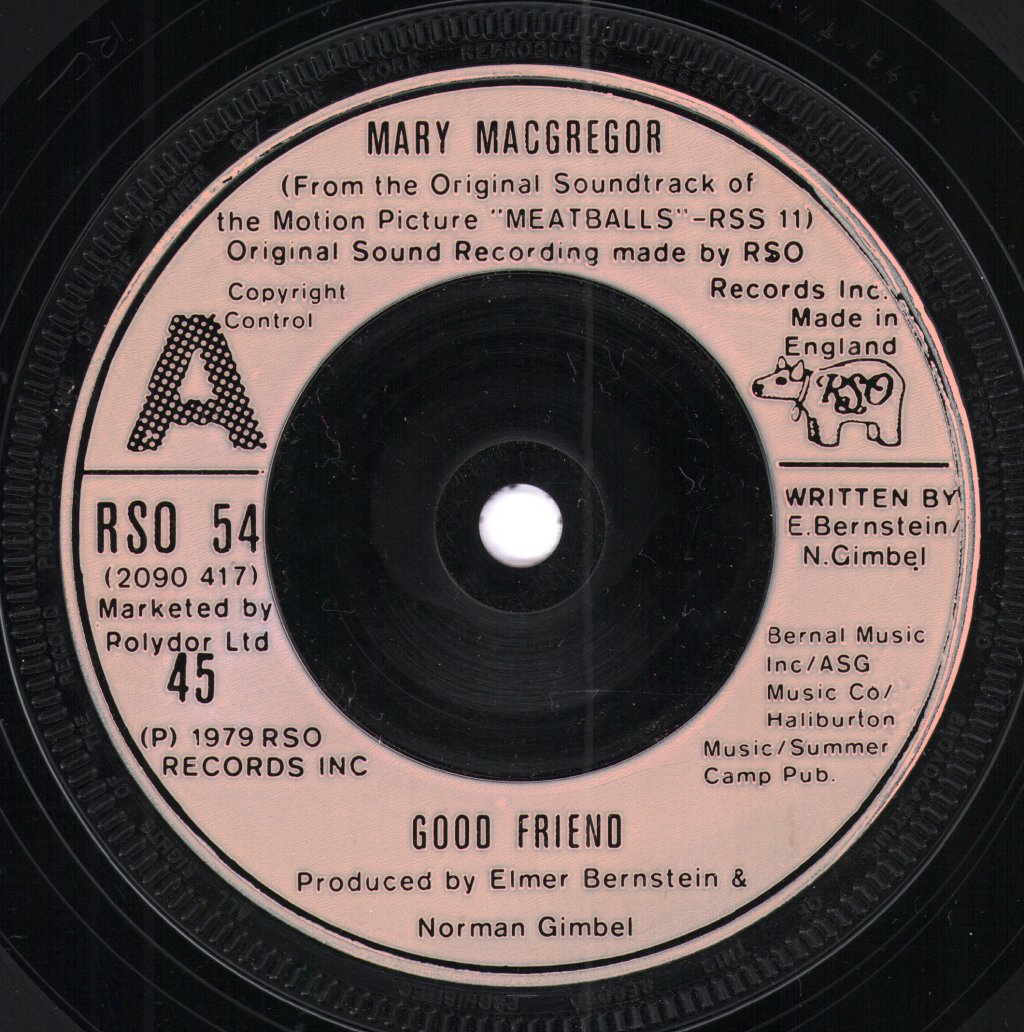 MARY MACGREGOR
(From the Original Soundtrack of
the Motion Picture "MEATBALLS"-RSS 11)
Original Sound Recording made by RSO
Records Inc.
Made in
England
Copyright
Control
A
RSO
RSO 54
(2090 417)
Marketed by
Polydor Ltd
45
(P) 1979 RSO
RECORDS INC
WRITTEN BY
E.Bernstein/
N.Gimbel
Bernal Music
Inc/ASG
Music Co/
Haliburton
Music/Summer
Camp Pub.
GOOD FRIEND
Produced by Elmer Bernstein &
Norman Gimbel